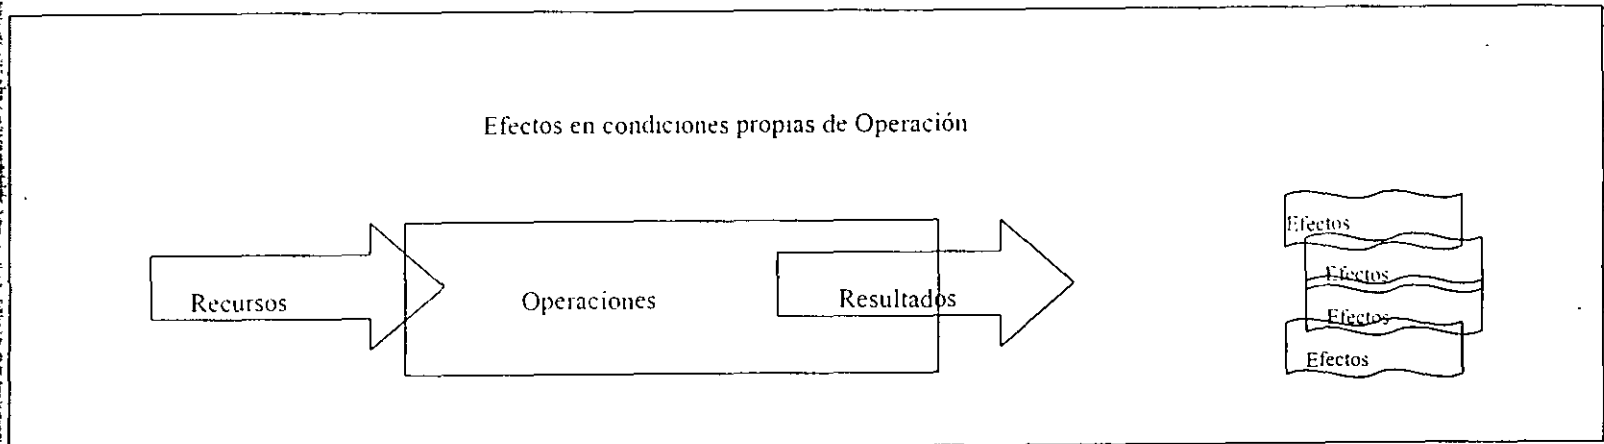 Efectos en condiciones propias de Operación
Recursos
Operaciones
Resultados
Efectos
Efectos
Efectos
Efectos